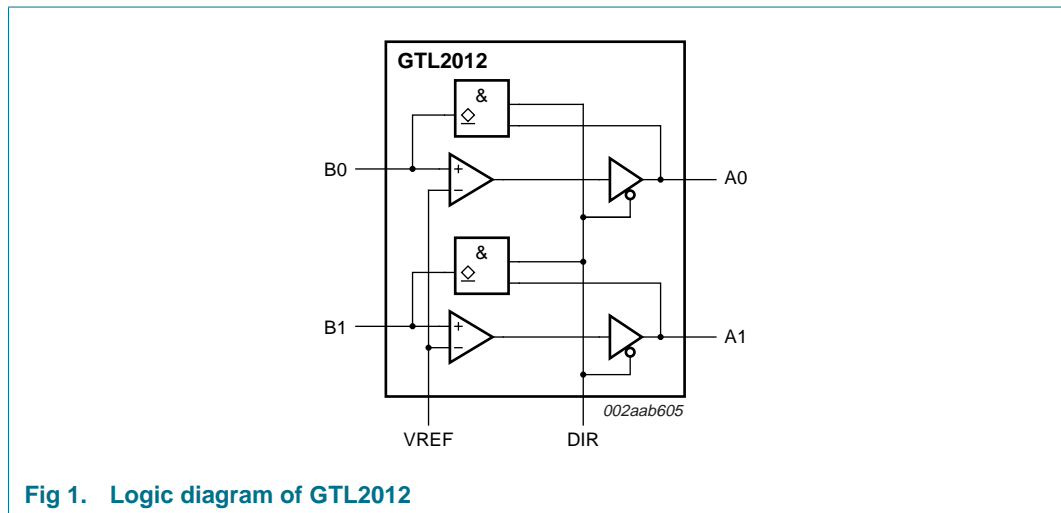 GTL2012
&
B0
+
−
A0
&
B1
+
−
A1
002aab605
VREF
DIR
Fig 1. Logic diagram of GTL2012